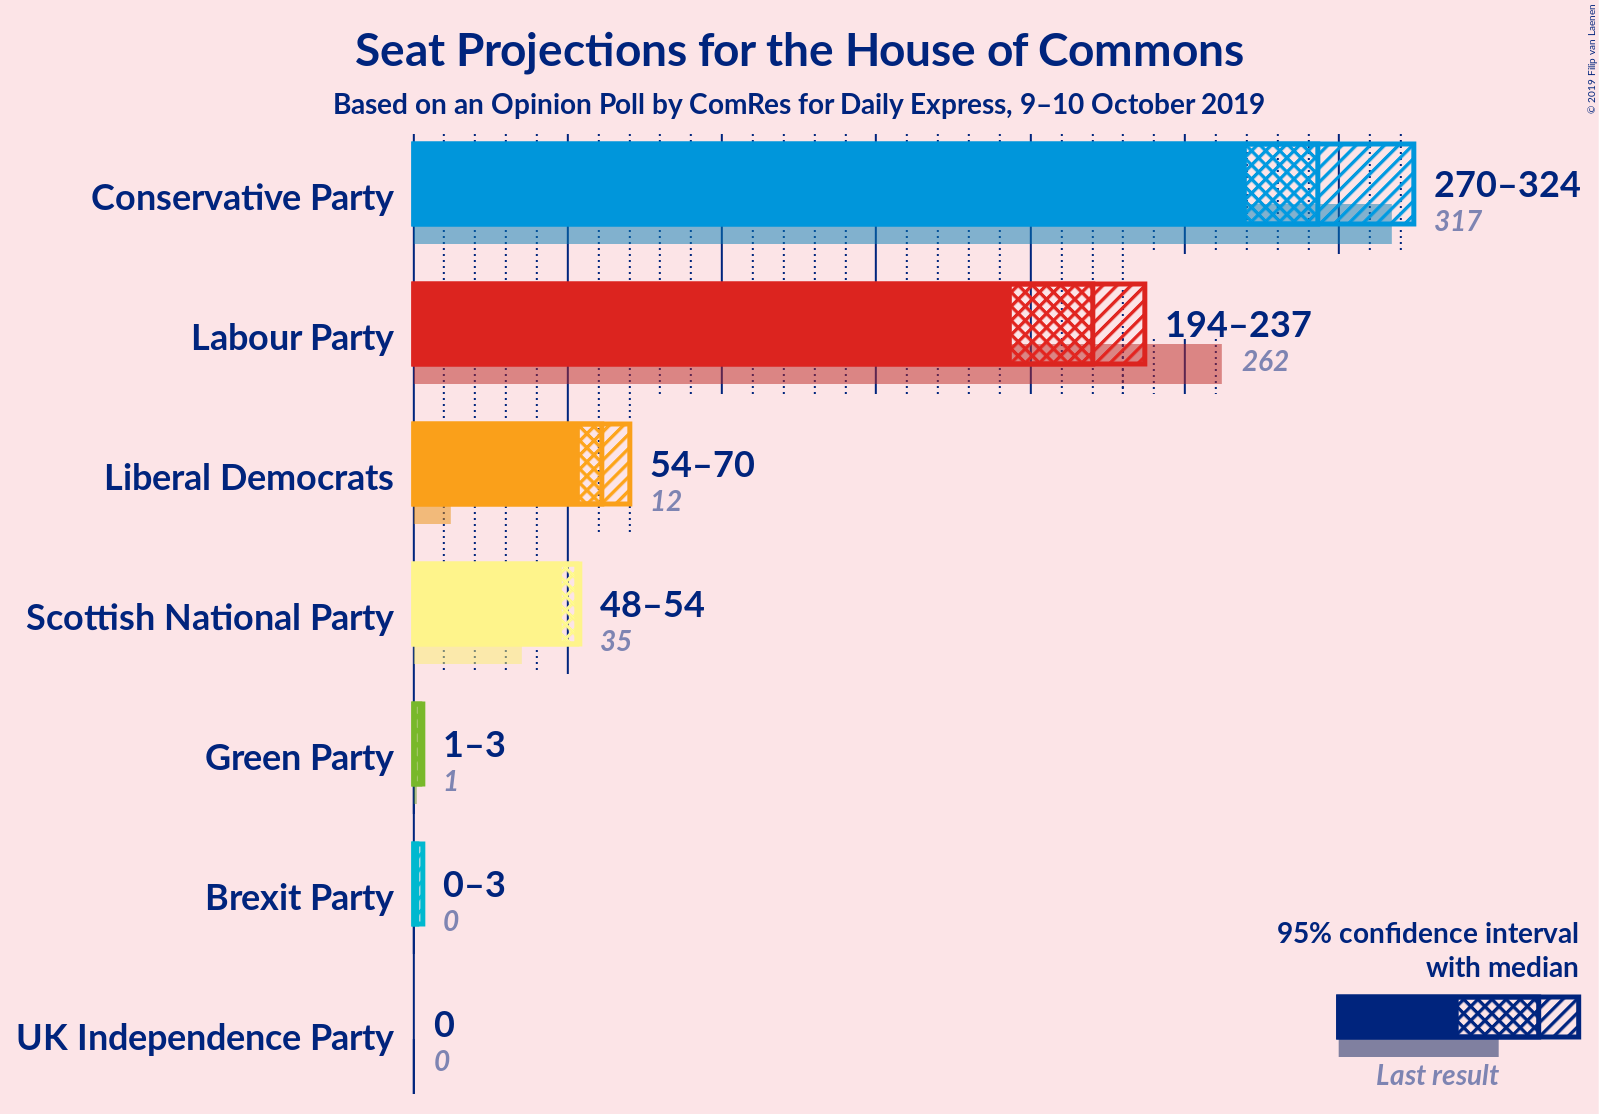 Seat Projections for the House of Commons
Based on an Opinion Poll by ComRes for Daily Express, 9–10 October 2019
© 2019 Filip van Laenen
Conservative Party
270–324
317
Labour Party
194–237
262
Liberal Democrats
54–70
12
Scottish National Party
48–54
35
Green Party
1–3
1
Brexit Party
0–3
0
UK Independence Party
0
0
95% confidence interval
with median
Last result